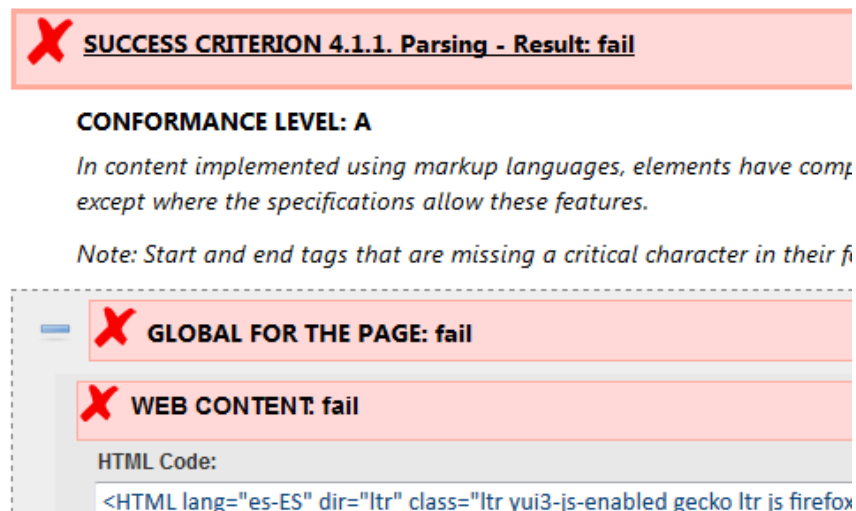 SUCCESS CRITERION 4.1.1. Parsing - Result: fail
CONFORMANCE LEVEL: A
In content implemented using markup languages, elements have
except where the specifications allow these features.
Note: Start and end tags that are missing a critical character in their
GLOBAL FOR THE PAGE: fail
WEB CONTENT: fail
HTML Code:
<HTML lang="es-ES" dir="ltr" class="ltr yui3-js-enabled gecko ltr js firefox